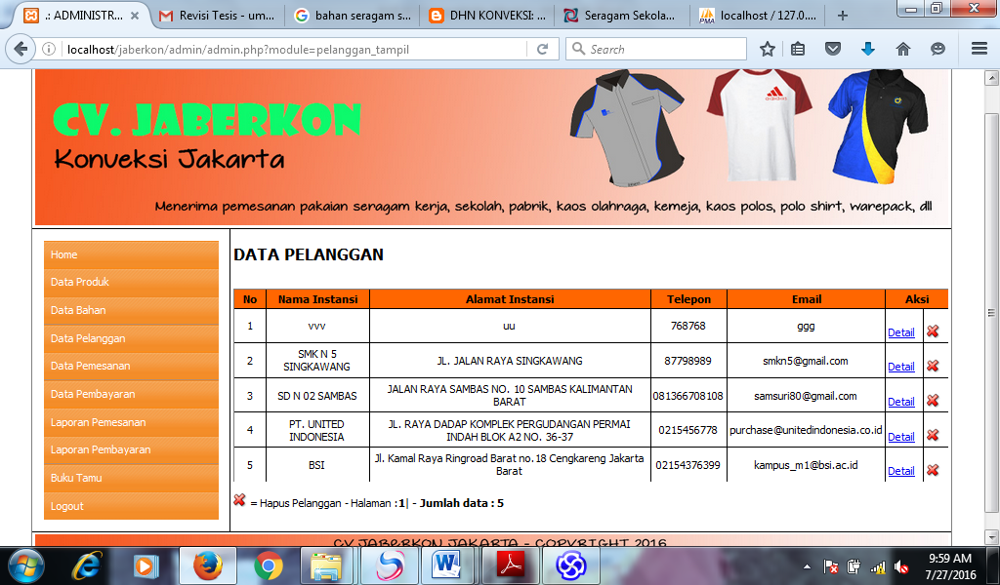 .: ADMINISTR...
Revisi Tesis - um...
bahan seragam s...
DHN KONVEKSI: ...
Seragam Sekola...
localhost / 127.0....
localhost/jaberkon/admin/admin.php?module=pelanggan_tampil
Search
CV. JABERKON
Konveksi Jakarta
Menerima pemesanan pakaian seragam kerja, sekolah, pabrik, kaos olahraga, kemeja, kaos polos, polo shirt, warepack, dll
Home
Data Produk
Data Bahan
Data Pelanggan
Data Pemesanan
Data Pembayaran
Laporan Pemesanan
Laporan Pembayaran
Buku Tamu
Logout
DATA PELANGGAN
No Nama Instansi Alamat Instansi Telepon Email Aksi
1 vvv uu 768768 ggg Detail
2 SMK N 5 SINGKAWANG JL. JALAN RAYA SINGKAWANG 87798989 smkn5@gmail.com Detail
3 SD N 02 SAMBAS JALAN RAYA SAMBAS NO. 10 SAMBAS KALIMANTAN BARAT 081366708108 samsuri80@gmail.com Detail
4 PT. UNITED INDONESIA JL. RAYA DADAP KOMPLEK PERGUDANGAN PERMAI INDAH BLOK A2 NO. 36-37 0215456778 purchase@unitedindonesia.co.id Detail
5 BSI Jl. Kamal Raya Ringroad Barat no.18 Cengkareng Jakarta Barat 02154376399 kampus_m1@bsi.ac.id Detail
= Hapus Pelanggan - Halaman :1| - Jumlah data : 5
CV JABERKON JAKARTA - COPYRIGHT 2016
9:59 AM
7/27/2016